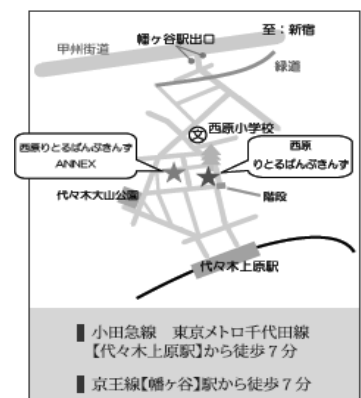 至：新宿
幡ヶ谷駅出口
甲州街道
緑道
文
西原小学校
西原りとるぱんぷきんず
ANNEX
西原
りとるぱんぷきんず
代々木大山公園
階段
代々木上原駅
小田急線　東京メトロ千代田線
【代々木上原駅】から徒歩７分
京王線【幡ヶ谷】駅から徒歩７分